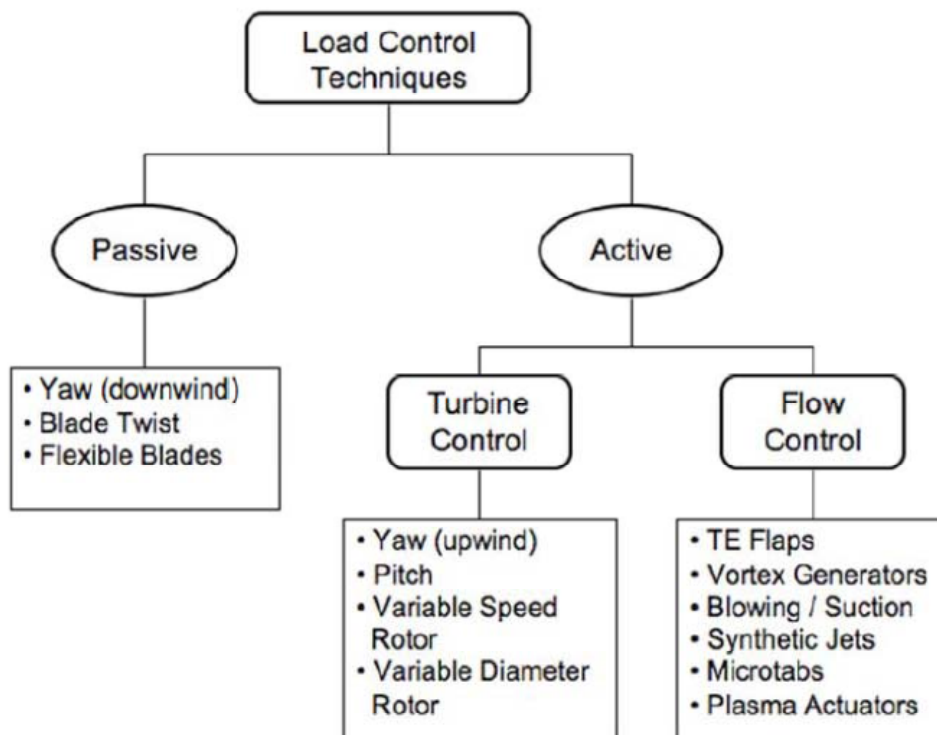 Load Control
Techniques
Passive
Active
• Yaw (downwind)
• Blade Twist
• Flexible Blades
Turbine
Control
Flow
Control
• Yaw (upwind)
• Pitch
• Variable Speed
Rotor
• Variable Diameter
Rotor
• TE Flaps
• Vortex Generators
• Blowing / Suction
• Synthetic Jets
• Microtabs
• Plasma Actuators